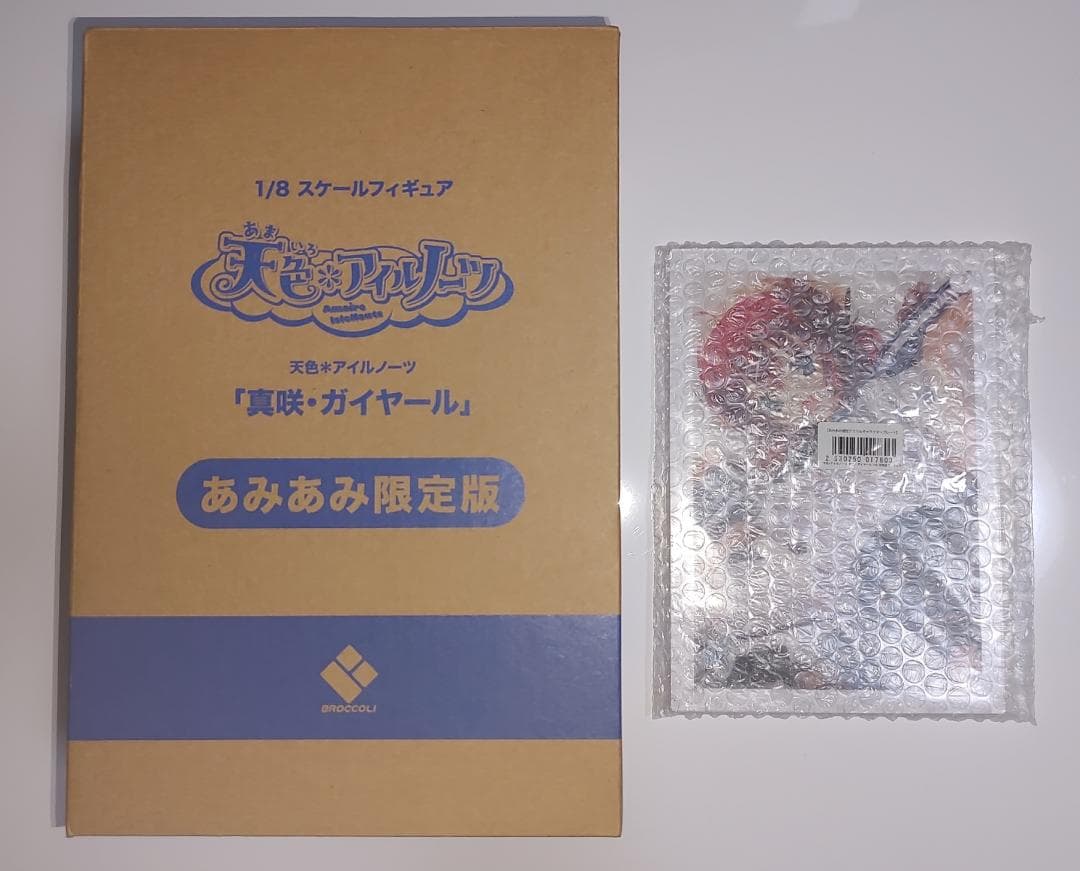 1/8 スケールフィギュア
あま いろ
天色*アイルノーツ
Amairo
IsleNauts
天色*アイルノーツ
「真咲・ガイヤール」
あみあみ限定版
BROCCOLI